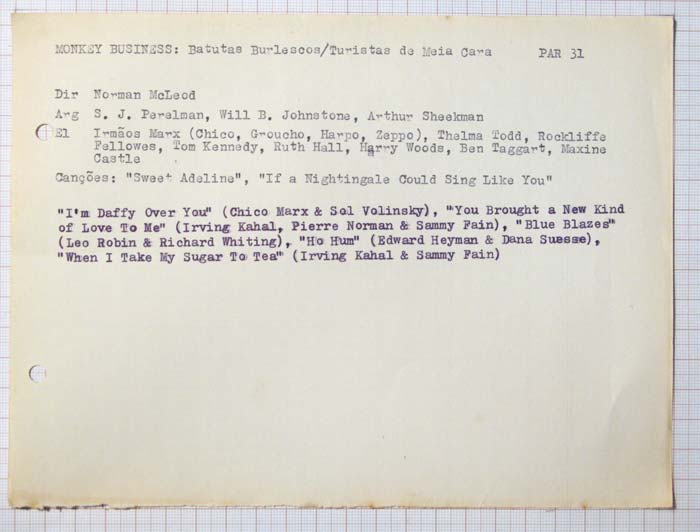 MONKEY BUSINESS: Batutas Burlescos/Turistas de Meia Cara PAR 31
Dir Norman McLeod
Arg S. J. Perelman, Will B. Johnstone, Arthur Sheekman
El Irmãos Marx (Chico, Groucho, Harpo, Zeppo), Thelma Todd, Rockliffe
Fellowes, Tom Kennedy, Ruth Hall, Harry Woods, Ben Taggart, Maxine
Castle
Canções: "Sweet Adeline", "If a Nightingale Could Sing Like You"
"I'm Daffy Over You" (Chico Marx & Sol Volinsky), "You Brought a New Kind
of Love To Me" (Irving Kahal, Pierre Norman & Sammy Fain), "Blue Blazes"
(Leo Robin & Richard Whiting), "Ho Hum" (Edward Heyman & Dana Suesse),
"When I Take My Sugar To Tea" (Irving Kahal & Sammy Fain)